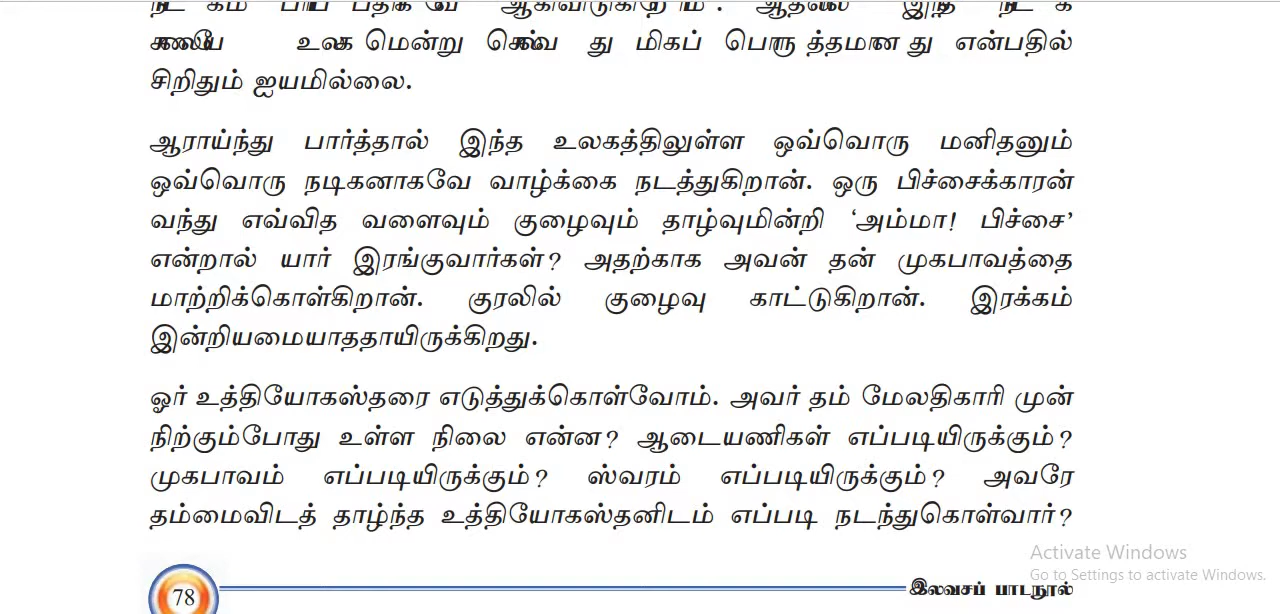 சிறிதும் ஐயமில்லை.
ஆராய்ந்து பார்த்தால் இந்த உலகத்திலுள்ள ஒவ்வொரு மனிதனும்
ஒவ்வொரு நடிகனாகவே வாழ்க்கை நடத்துகிறான். ஒரு பிச்சைக்காரன்
வந்து எவ்வித வளைவும் குழைவும் தாழ்வுமின்றி ‘அம்மா! பிச்சை’
என்றால் யார் இரங்குவார்கள்? அதற்காக அவன் தன் முகபாவத்தை
மாற்றிக்கொள்கிறான். குரலில் குழைவு காட்டுகிறான். இரக்கம்
இன்றியமையாததாயிருக்கிறது.
ஓர் உத்தியோகஸ்தரை எடுத்துக்கொள்வோம். அவர் தம் மேலதிகாரி முன்
நிற்கும்போது உள்ள நிலை என்ன? ஆடையணிகள் எப்படியிருக்கும்?
முகபாவம் எப்படியிருக்கும்? ஸ்வரம் எப்படியிருக்கும்? அவரே
தம்மைவிடத் தாழ்ந்த உத்தியோகஸ்தனிடம் எப்படி நடந்துகொள்வார்?
Activate Windows
Go to Settings to activate Windows.
78 இலவசப் பாடநூல்